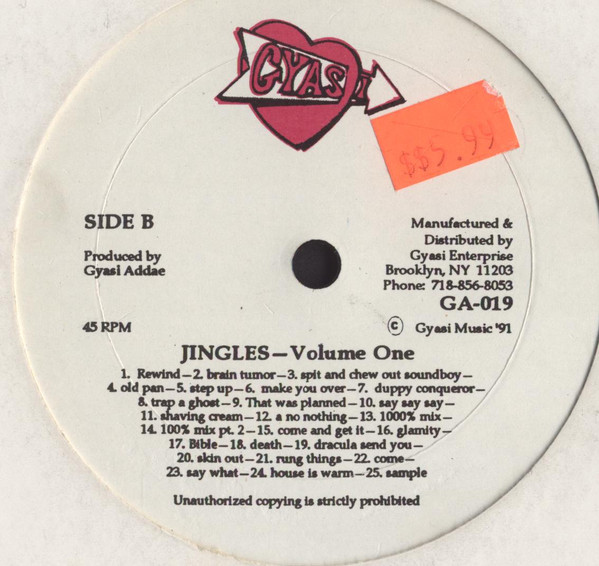 GYASI
$$5.99
SIDE B
Produced by
Gyasi Addae
45 RPM
Manufactured &
Distributed by
Gyasi Enterprise
Brooklyn, NY 11203
Phone: 718-856-8053
GA-019
© Gyasi Music '91
JINGLES—Volume One
1. Rewind—2. brain tumor—3. spit and chew out soundboy—
4. old pan—5. step up—6. make you over—7. duppy conqueror—
8. trap a ghost—9. That was planned—10. say say say—
11. shaving cream—12. a no nothing—13. 1000% mix—
14. 100% mix pt. 2—15. come and get it—16. glamity—
17. Bible—18. death—19. dracula send you—
20. skin out—21. rung things—22. come—
23. say what—24. house is warm—25. sample
Unauthorized copying is strictly prohibited